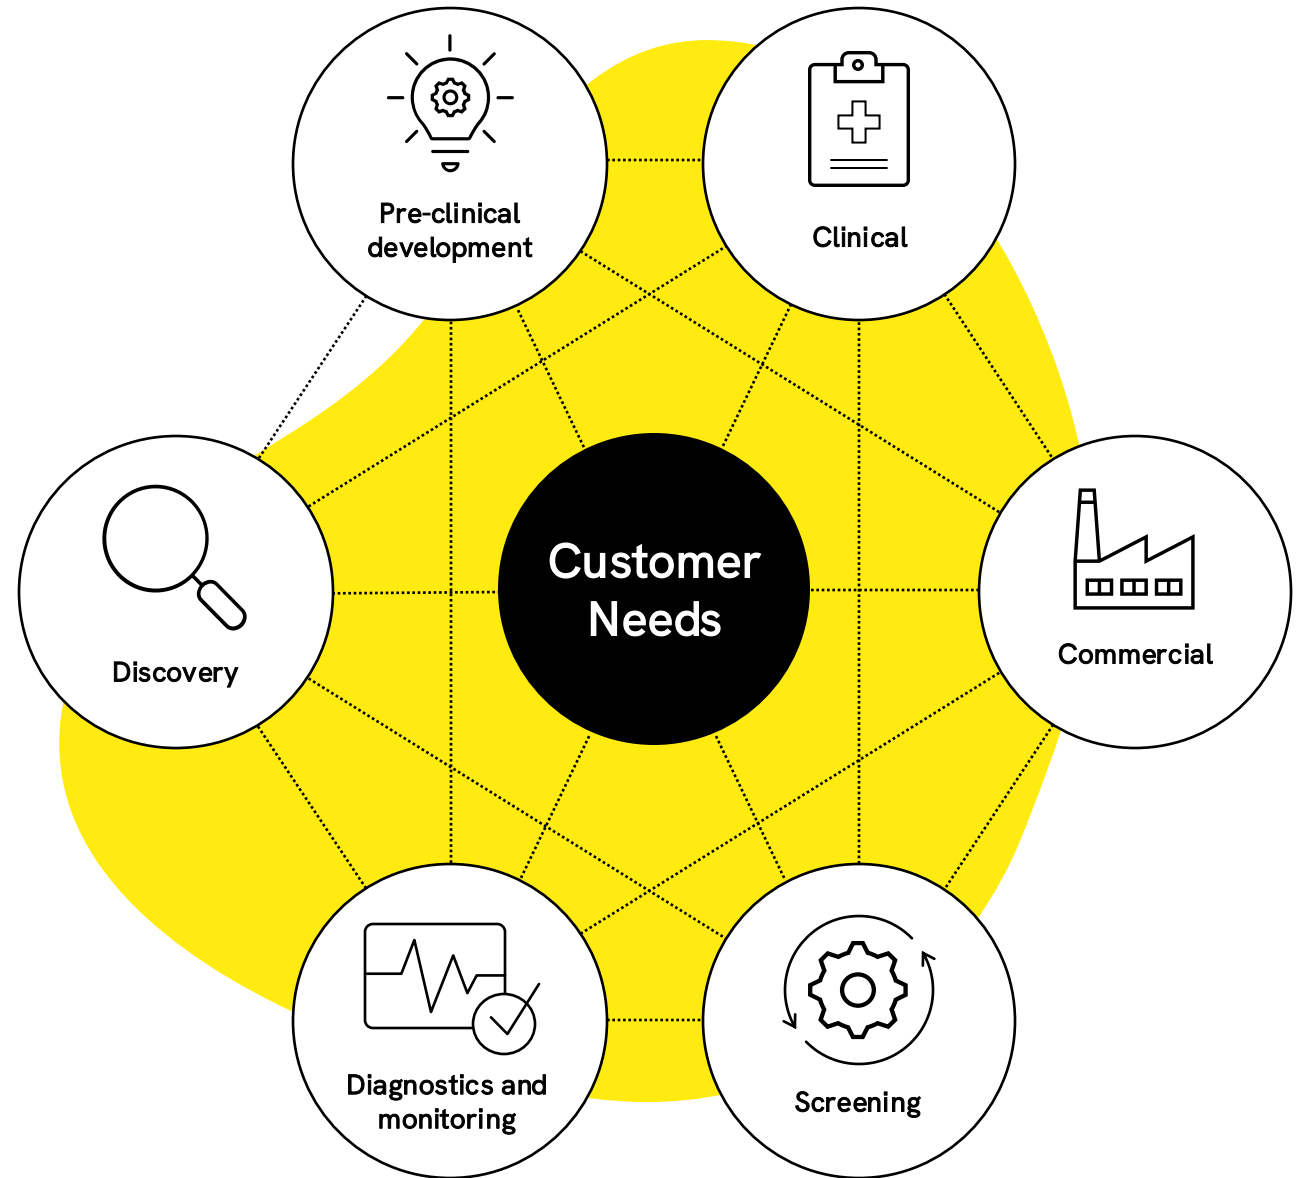 Pre-clinical
development
Clinical
Customer
Needs
Discovery
Commercial
Diagnostics and
monitoring
Screening